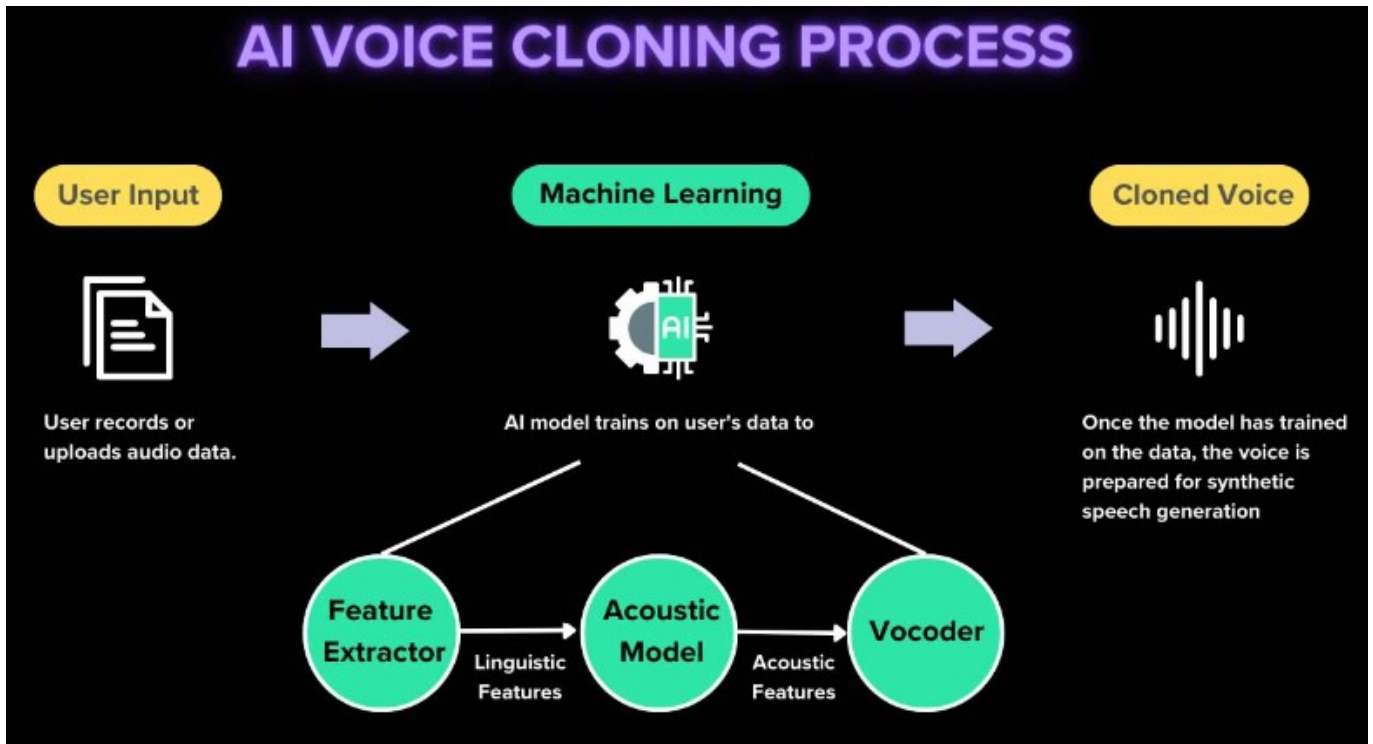 AI VOICE CLONING PROCESS
User Input
Machine Learning
Cloned Voice
AI
User records or
uploads audio data.
AI model trains on user's data to
Once the model has trained
on the data, the voice is
prepared for synthetic
speech generation
Feature
Extractor
Linguistic
Features
Acoustic
Model
Acoustic
Features
Vocoder